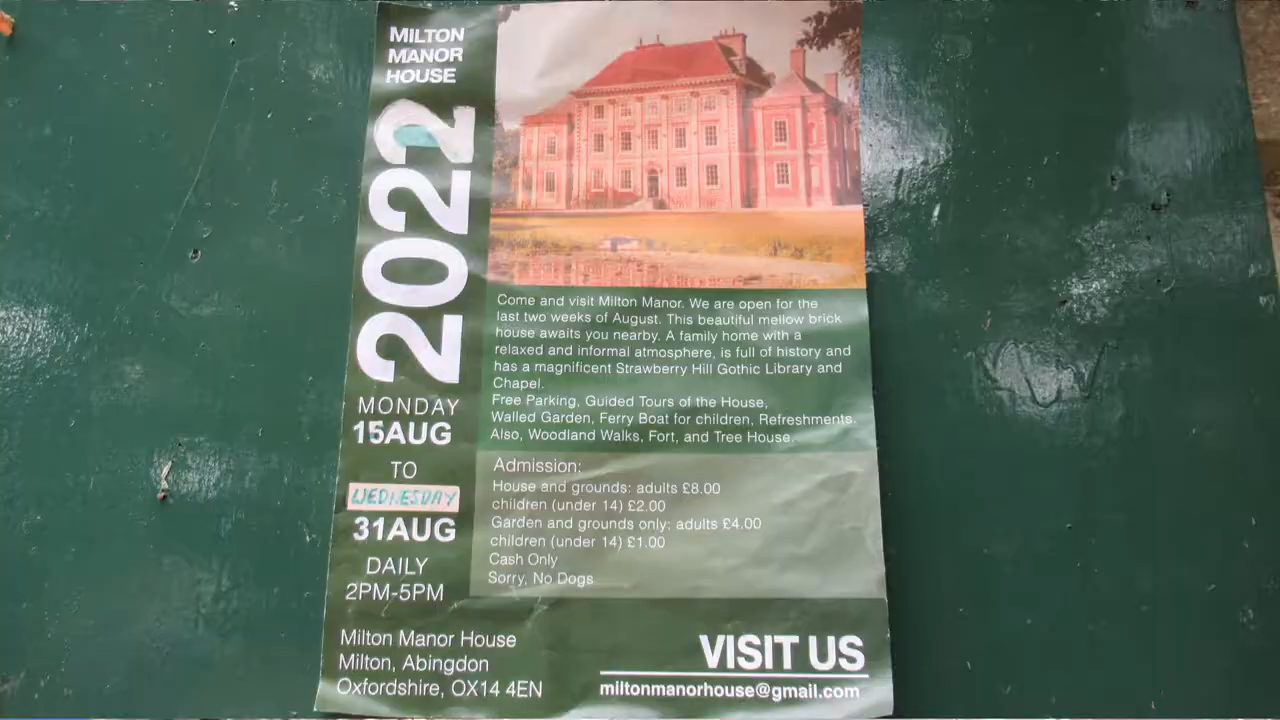 MILTON
MANOR
HOUSE
2022
MONDAY
15AUG
TO
WEDNESDAY
31AUG
DAILY
2PM-5PM
Come and visit Milton Manor. We are open for the
last two weeks of August. This beautiful mellow brick
house awaits you nearby. A family home with a
relaxed and informal atmosphere, is full of history and
has a magnificent Strawberry Hill Gothic Library and
Chapel.
Free Parking, Guided Tours of the House,
Walled Garden, Ferry Boat for children, Refreshments.
Also, Woodland Walks, Fort, and Tree House.
Admission:
House and grounds: adults £8.00
children (under 14) £2.00
Garden and grounds only: adults £4.00
children (under 14) £1.00
Cash Only
Sorry, No Dogs
Milton Manor House
Milton, Abingdon
Oxfordshire, OX14 4EN
VISIT US
miltonmanorhouse@gmail.com